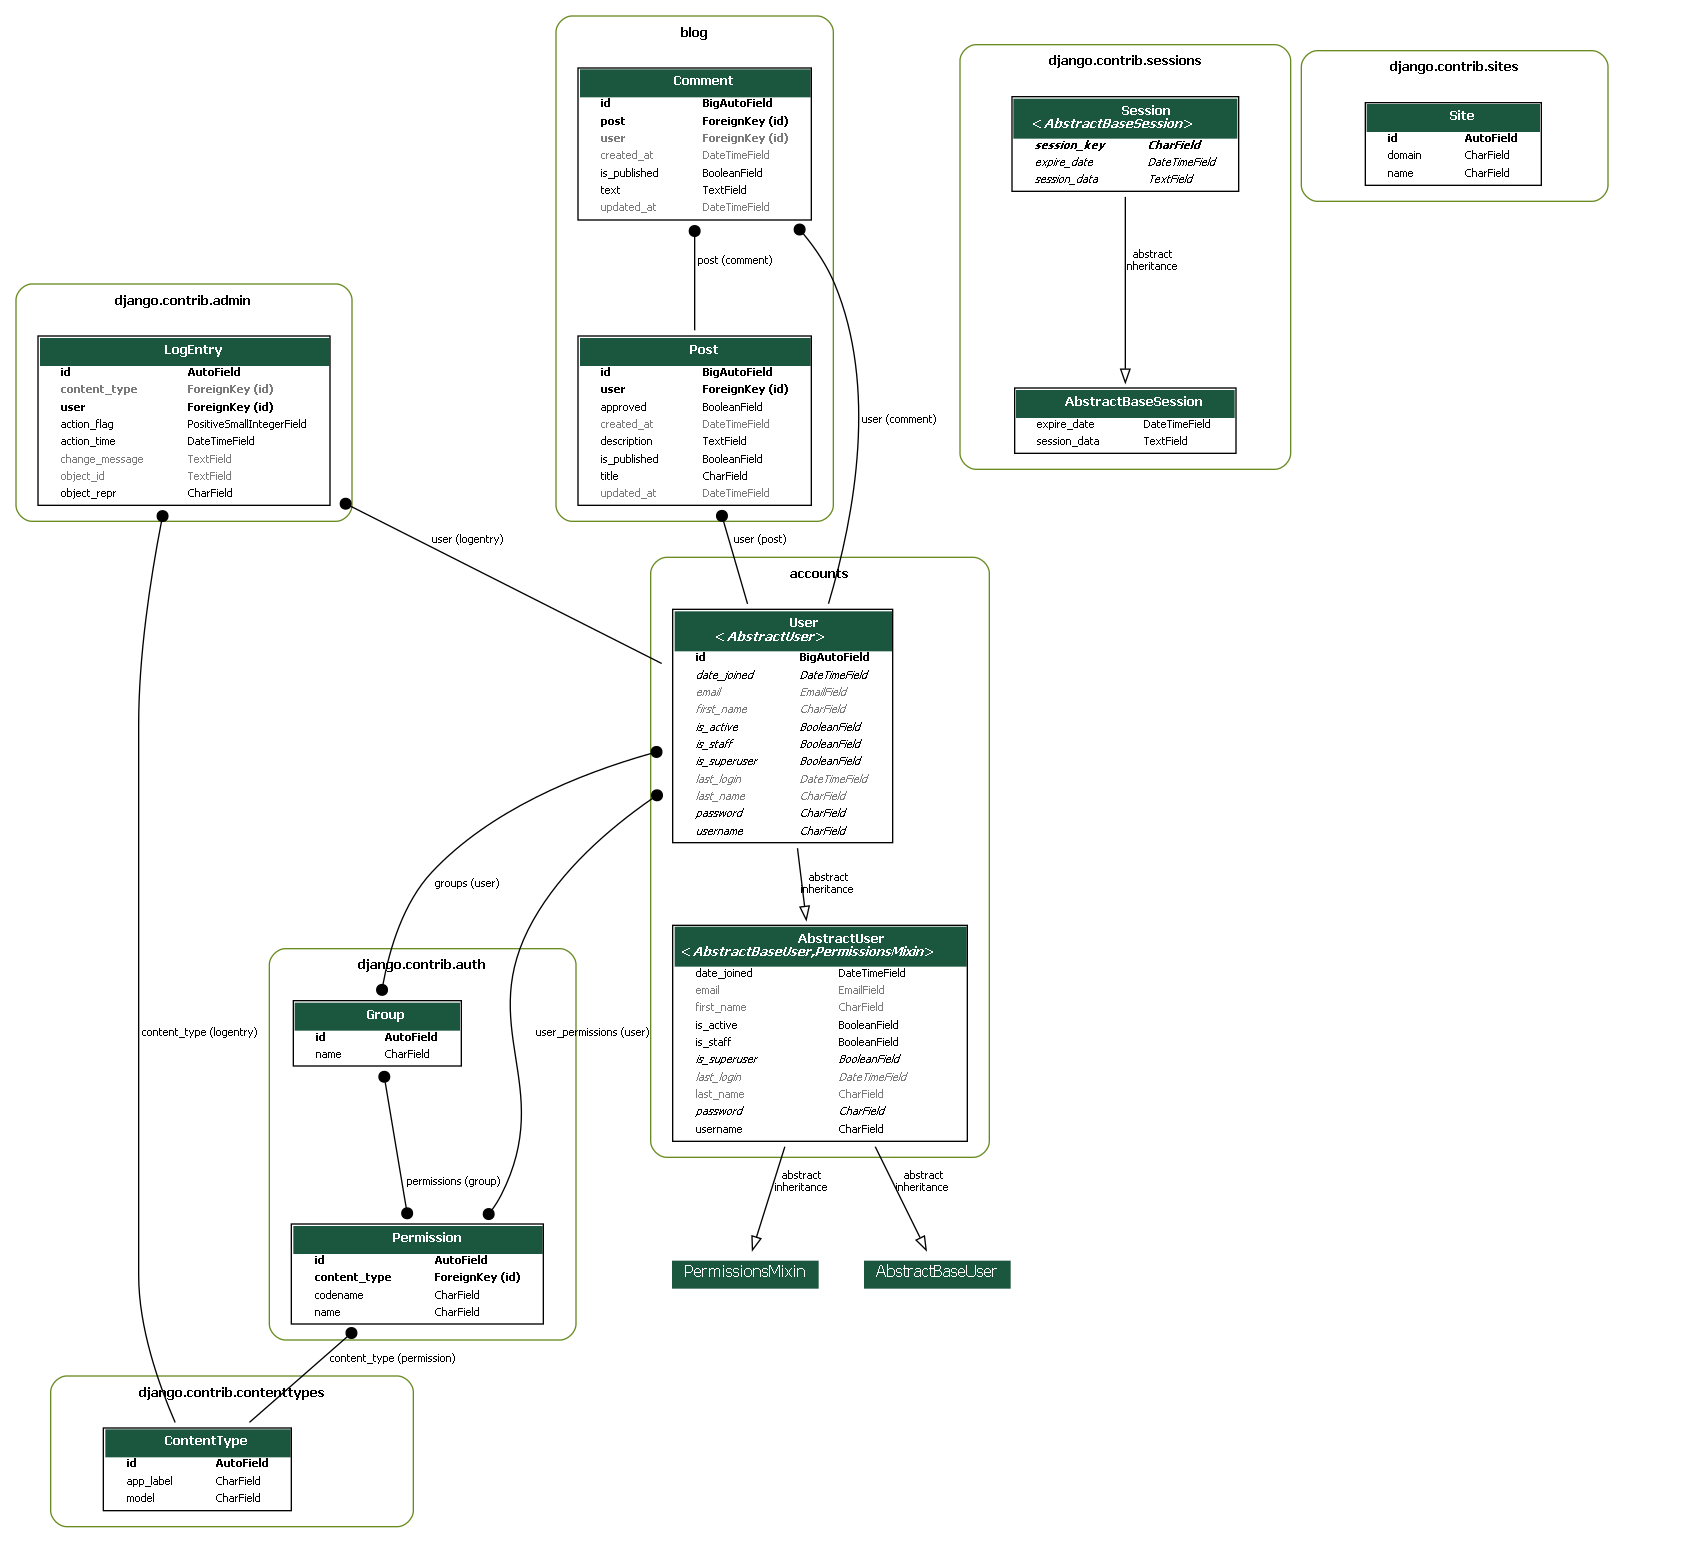 blog
Comment
id BigAutoField
post ForeignKey (id)
user ForeignKey (id)
created_at DateTimeField
is_published BooleanField
text TextField
updated_at DateTimeField
post (comment)
Post
id BigAutoField
user ForeignKey (id)
approved BooleanField
created_at DateTimeField
description TextField
is_published BooleanField
title CharField
updated_at DateTimeField
user (comment)
user (post)
django.contrib.sessions
Session
<AbstractBaseSession>
session_key CharField
expire_date DateTimeField
session_data TextField
abstract
nheritance
AbstractBaseSession
expire_date DateTimeField
session_data TextField
django.contrib.sites
Site
id AutoField
domain CharField
name CharField
django.contrib.admin
LogEntry
id AutoField
content_type ForeignKey (id)
user ForeignKey (id)
action_flag PositiveSmallIntegerField
action_time DateTimeField
change_message TextField
object_id TextField
object_repr CharField
user (logentry)
accounts
User
<AbstractUser>
id BigAutoField
date_joined DateTimeField
email EmailField
first_name CharField
is_active BooleanField
is_staff BooleanField
is_superuser BooleanField
last_login DateTimeField
last_name CharField
password CharField
username CharField
abstract
inheritance
AbstractUser
<AbstractBaseUser,PermissionsMixin>
date_joined DateTimeField
email EmailField
first_name CharField
is_active BooleanField
is_staff BooleanField
is_superuser BooleanField
last_login DateTimeField
last_name CharField
password CharField
username CharField
abstract
inheritance
abstract
inheritance
PermissionsMixin
AbstractBaseUser
groups (user)
django.contrib.auth
Group
id AutoField
name CharField
content_type (logentry)
user_permissions (user)
permissions (group)
Permission
id AutoField
content_type ForeignKey (id)
codename CharField
name CharField
content_type (permission)
django.contrib.contenttypes
ContentType
id AutoField
app_label CharField
model CharField